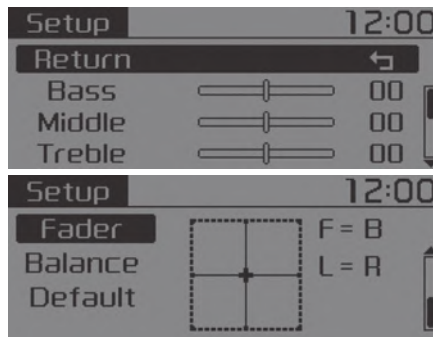 Setup 12:00
Return
Bass 00
Middle 00
Treble 00
Setup 12:00
Fader F = B
Balance L = R
Default